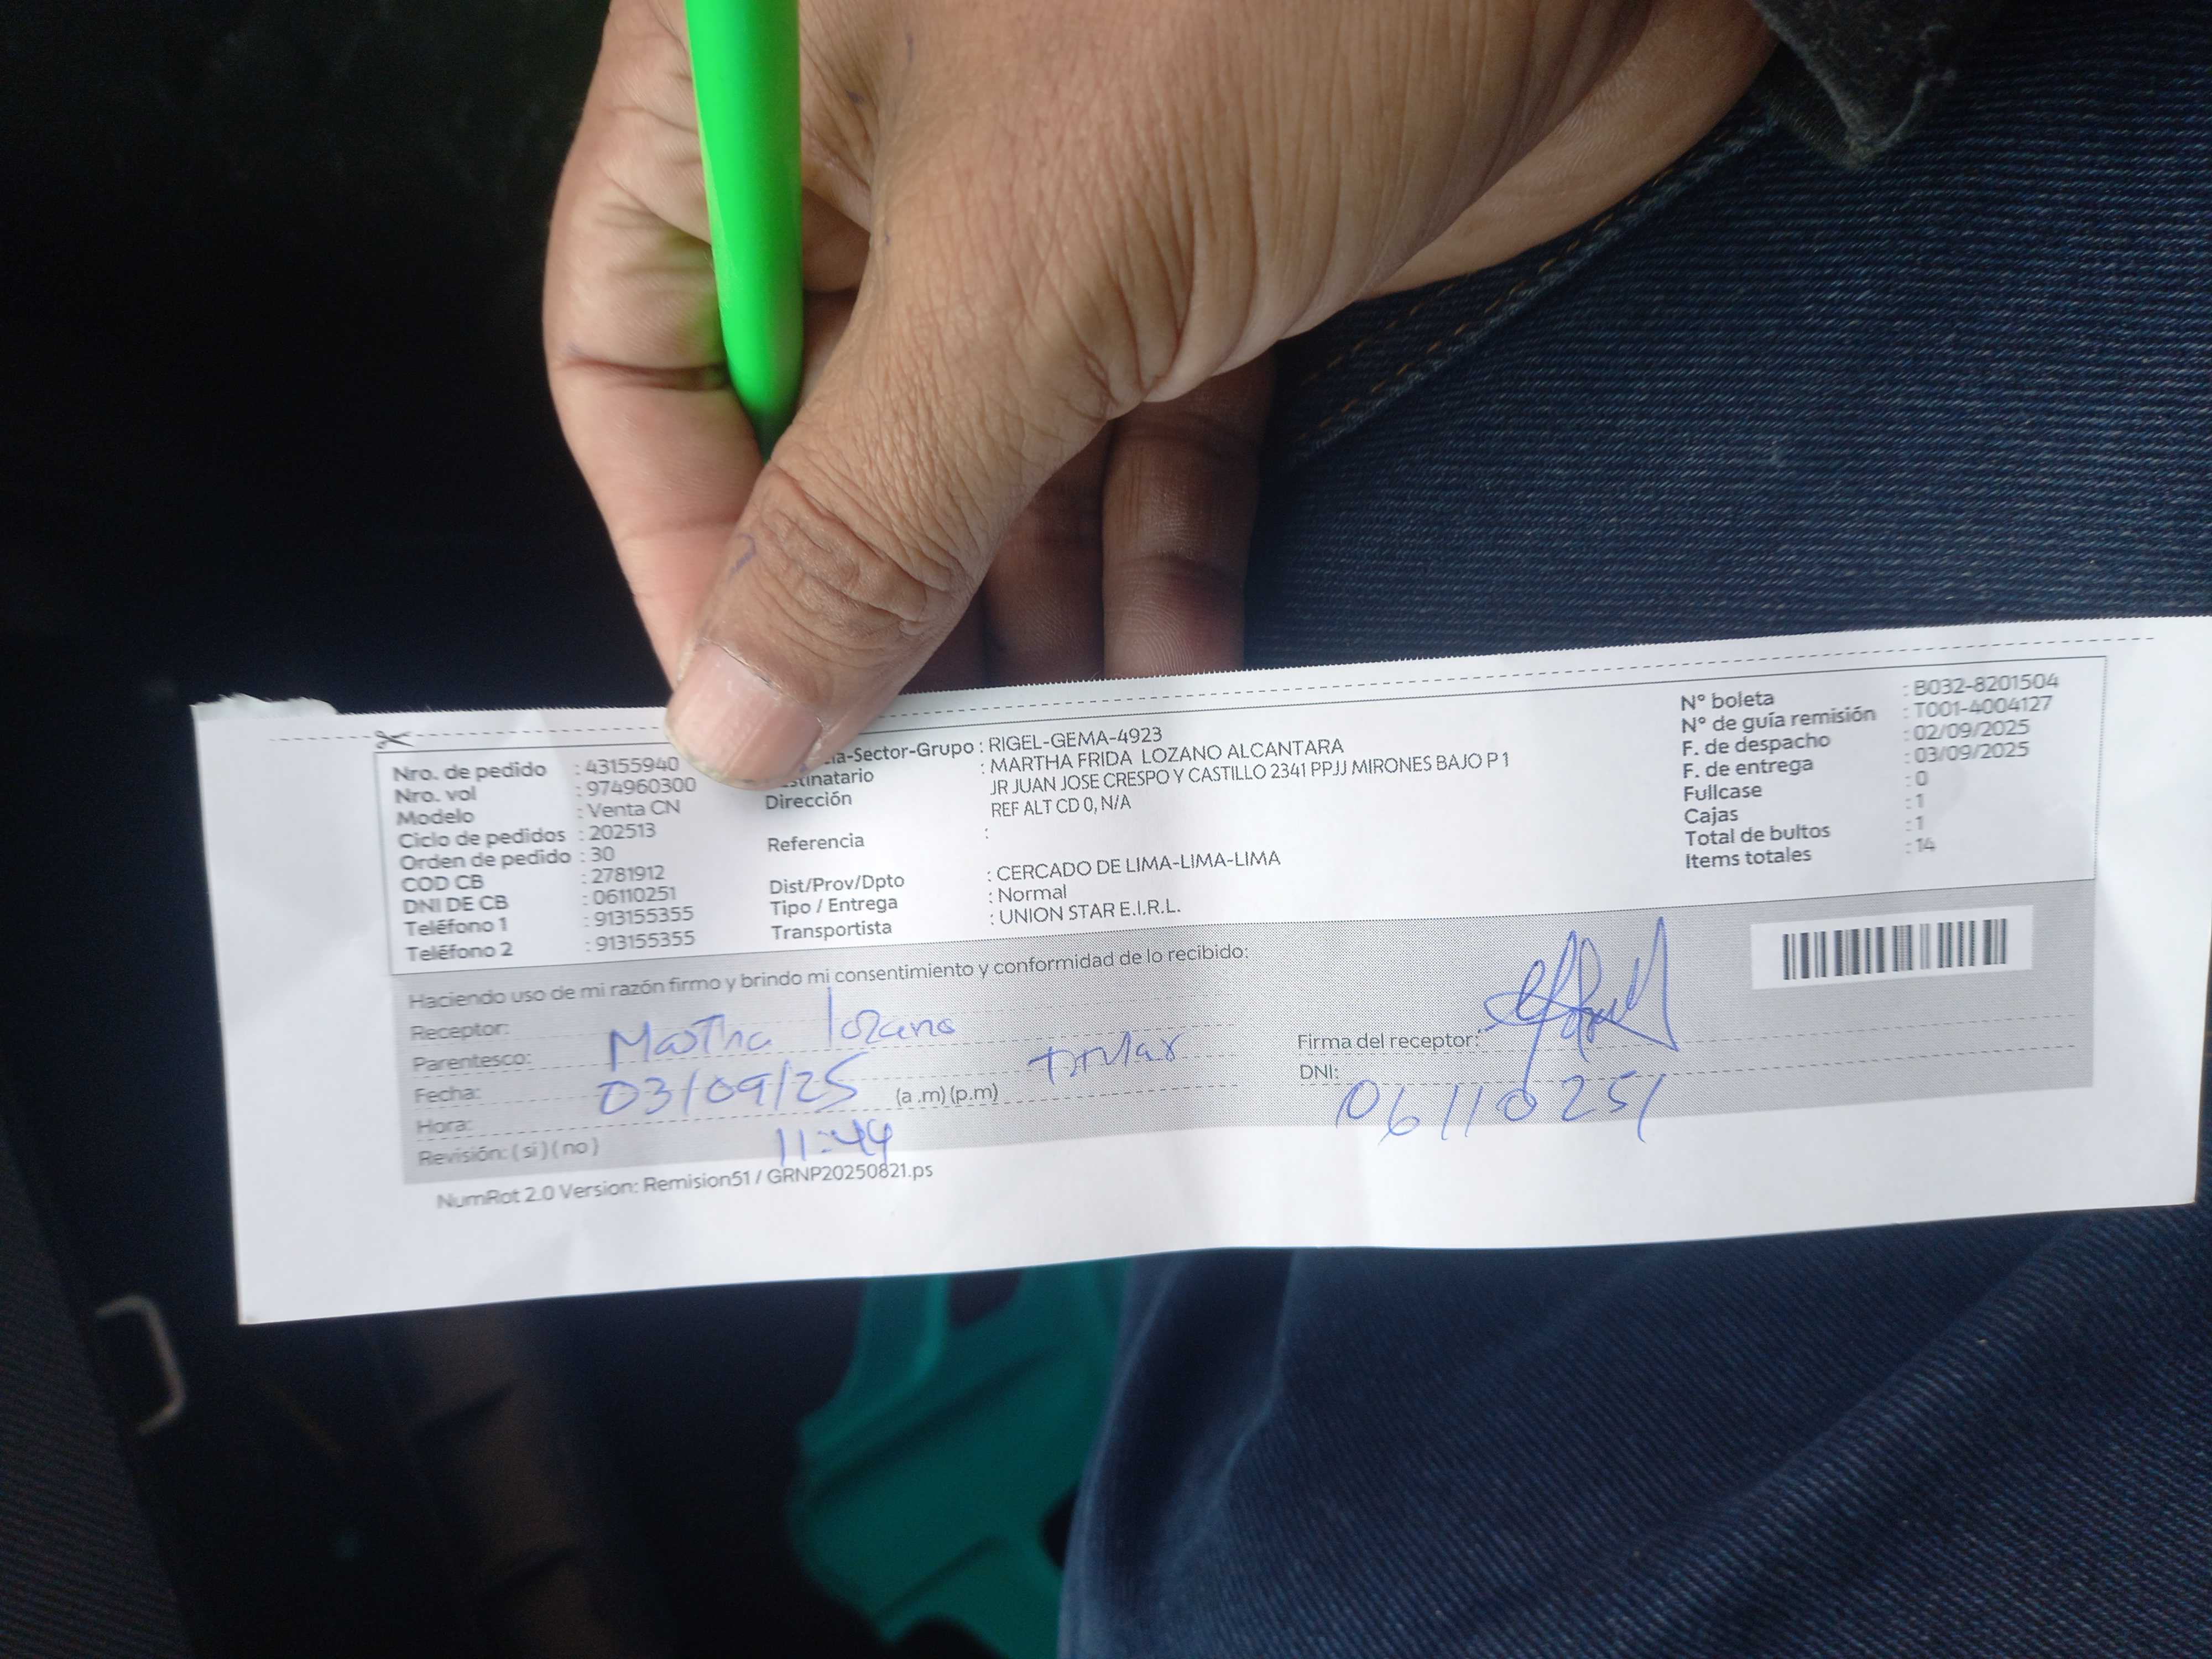 Nro. de pedido : 43155940
Nro. vol : 974960300
Modelo : Venta CN
Ciclo de pedidos : 202513
Orden de pedido : 30
COD CB : 2781912
DNI DE CB : 06110251
Teléfono 1 : 913155355
Teléfono 2 : 913155355
-Sector-Grupo : RIGEL-GEMA-4923
: MARTHA FRIDA LOZANO ALCANTARA
Dirección JR JUAN JOSE CRESPO Y CASTILLO 2341 PPJJ MIRONES BAJO P 1
REF ALT CD 0, N/A
Referencia :
Dist/Prov/Dpto : CERCADO DE LIMA-LIMA-LIMA
Tipo / Entrega : Normal
Transportista : UNION STAR E.I.R.L.
N° boleta : B032-8201504
N° de guía remisión : T001-4004127
F. de despacho : 02/09/2025
F. de entrega : 03/09/2025
Fullcase : 0
Cajas : 1
Total de bultos : 1
Items totales : 14
Haciendo uso de mi razón firmo y brindo mi consentimiento y conformidad de lo recibido:
Receptor: Martha lozano
Parentesco: Titular
Fecha: 03/09/25
Hora: 11:44 (a .m) (p.m)
Revisión: ( si ) ( no )
Firma del receptor:
DNI: 06110251
NumRot 2.0 Version: Remision51 / GRNP20250821.ps